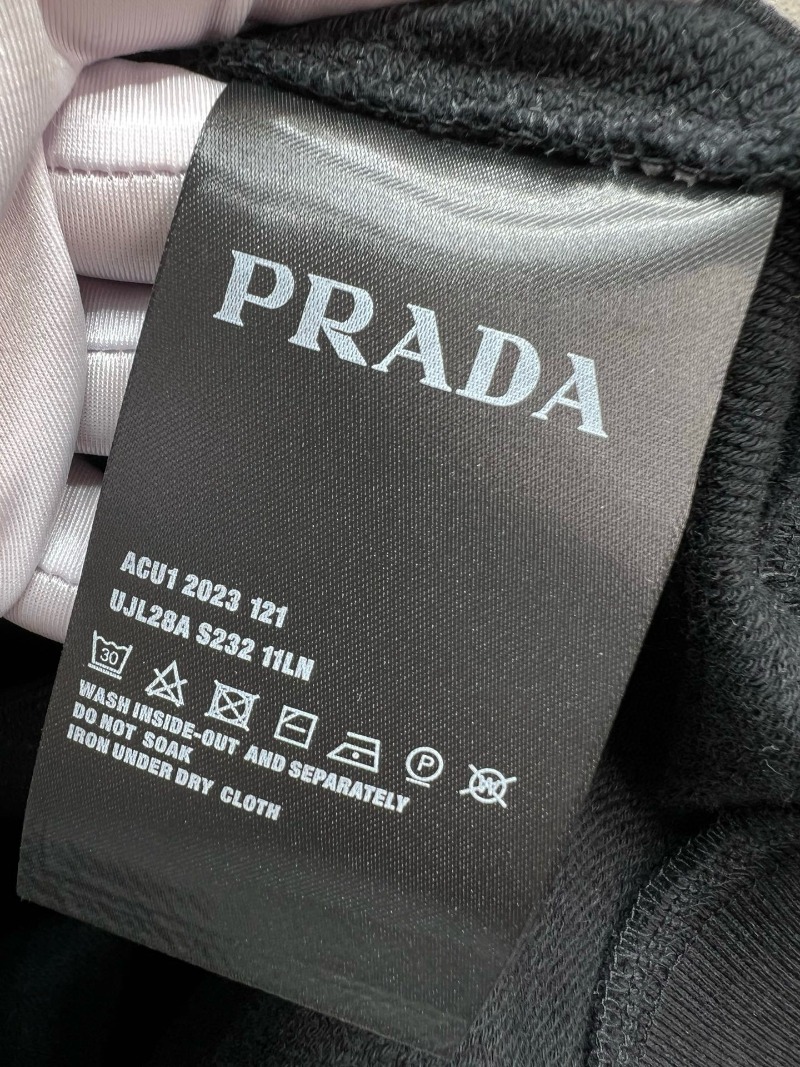 PRADA
ACU1 2023 121
UJL28A S232 11LN
30
P
W
WASH INSIDE-OUT AND SEPARATELY
DO NOT SOAK
IRON UNDER DRY CLOTH